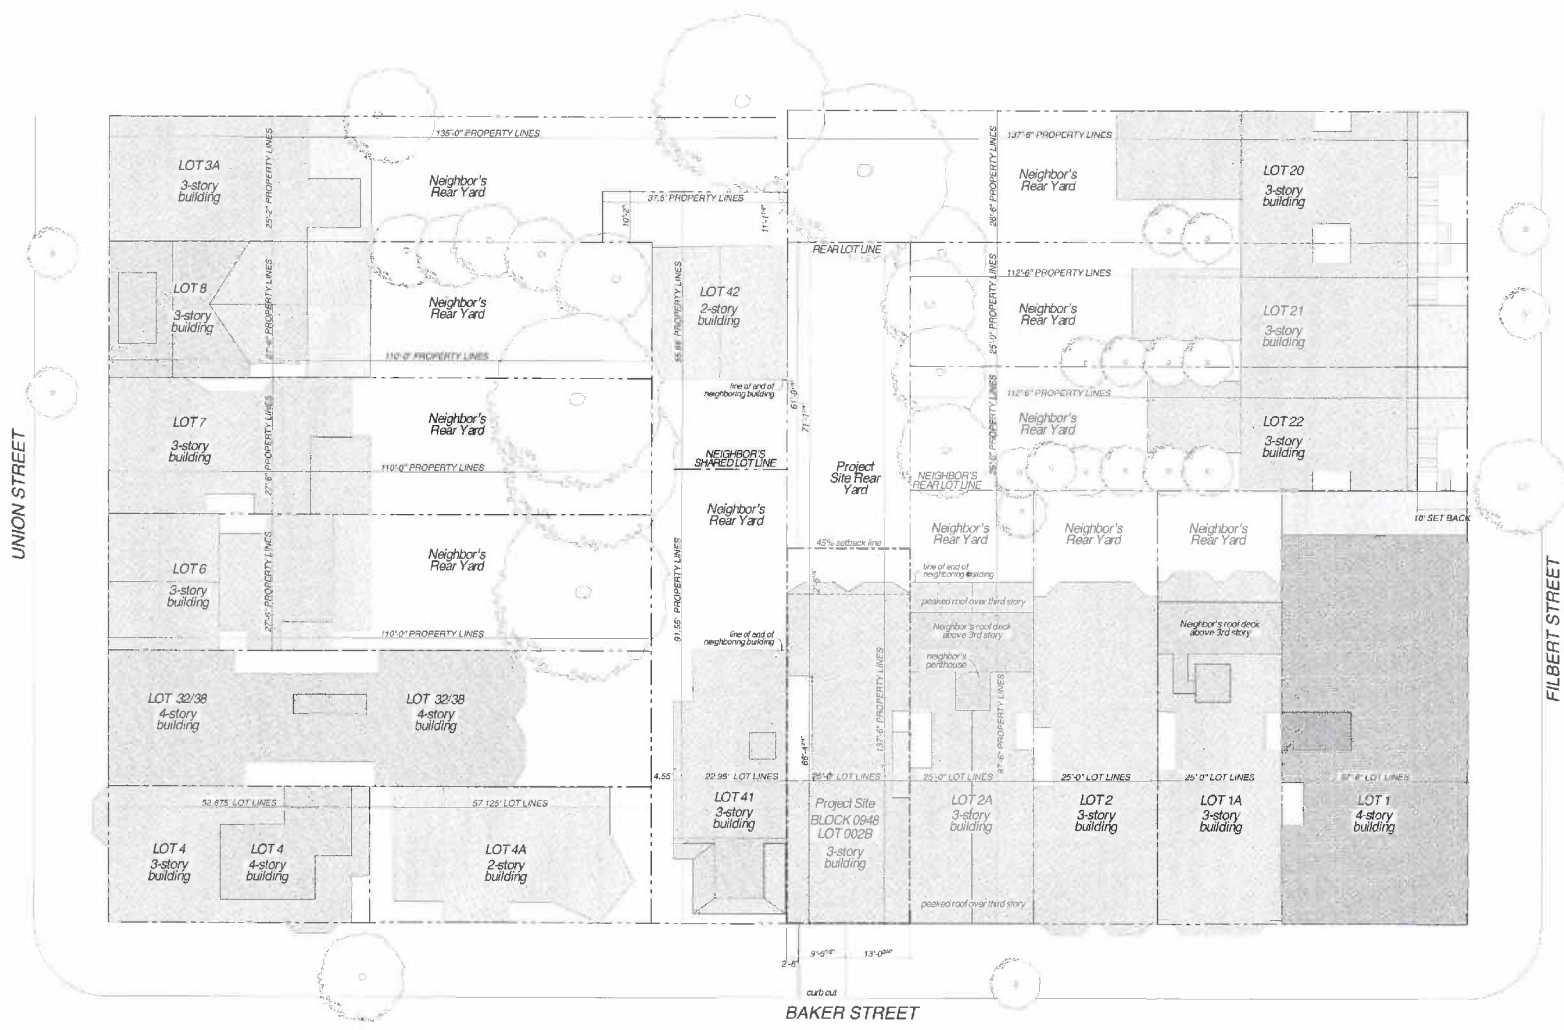 135'-0" PROPERTY LINES
137'-6" PROPERTY LINES
LOT 3A
3-story
building
25'-2" PROPERTY LINES
Neighbor's
Rear Yard
37.5' PROPERTY LINES
10'-2"
26'-6" PROPERTY LINES
Neighbor's
Rear Yard
LOT 20
3-story
building
REAR LOT LINE
LOT 8
3-story
building
27'-6" PROPERTY LINES
Neighbor's
Rear Yard
110'-0" PROPERTY LINES
LOT 42
2-story
building
line of end of
neighboring building
112'-6" PROPERTY LINES
25'-0" PROPERTY LINES
Neighbor's
Rear Yard
LOT 21
3-story
building
UNION STREET
LOT 7
3-story
building
27'-6" PROPERTY LINES
Neighbor's
Rear Yard
110'-0" PROPERTY LINES
NEIGHBOR'S
SHARED LOT LINE
Neighbor's
Rear Yard
Project
Site Rear
Yard
112'-6" PROPERTY LINES
Neighbor's
Rear Yard
NEIGHBOR'S
REAR LOT LINE
LOT 22
3-story
building
10' SET BACK
LOT 6
3-story
building
27'-6" PROPERTY LINES
Neighbor's
Rear Yard
110'-0" PROPERTY LINES
91.55' PROPERTY LINES
line of end of
neighboring building
45% setback line
Neighbor's
Rear Yard
line of end of
neighboring building
Neighbor's
Rear Yard
Neighbor's
Rear Yard
peaked roof over third story
Neighbor's roof deck
above 3rd story
neighbor's
penthouse
Neighbor's roof deck
above 3rd story
FILBERT STREET
LOT 32/38
4-story
building
LOT 32/38
4-story
building
137'-6" PROPERTY LINES
87'-6" PROPERTY LINES
4.55'
22.95' LOT LINES
25'-0" LOT LINES
25'-0" LOT LINES
25'-0" LOT LINES
25'-0" LOT LINES
52.875 LOT LINES
57.125' LOT LINES
LOT 4
3-story
building
LOT 4
4-story
building
LOT 4A
2-story
building
LOT 41
3-story
building
Project Site
BLOCK 0948
LOT 002B
3-story
building
LOT 2A
3-story
building
LOT 2
3-story
building
LOT 1A
3-story
building
LOT 1
4-story
building
peaked roof over third story
2'-6"
curb cut
BAKER STREET